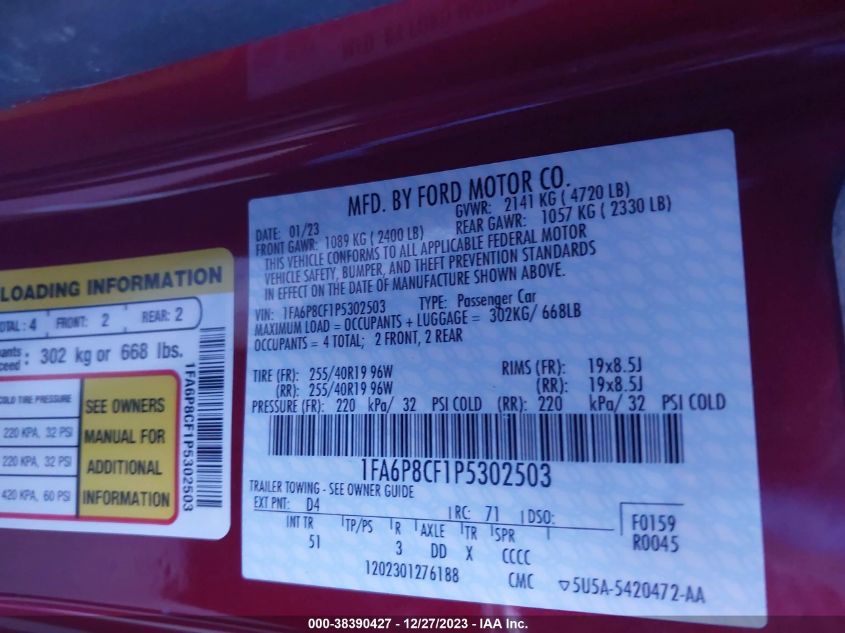 LOADING INFORMATION
TOTAL: 4 FRONT: 2 REAR: 2
302 kg or 668 lbs.
COLD TIRE PRESSURE
220 KPA, 32 PSI
220 KPA, 32 PSI
420 KPA, 60 PSI
SEE OWNERS
MANUAL FOR
ADDITIONAL
INFORMATION
1FA6P8CF1P5302503
MFD. BY FORD MOTOR CO.
DATE: 01/23 GVWR: 2141 KG ( 4720 LB)
FRONT GAWR: 1089 KG ( 2400 LB) REAR GAWR: 1057 KG ( 2330 LB)
THIS VEHICLE CONFORMS TO ALL APPLICABLE FEDERAL MOTOR
VEHICLE SAFETY, BUMPER, AND THEFT PREVENTION STANDARDS
IN EFFECT ON THE DATE OF MANUFACTURE SHOWN ABOVE.
VIN: 1FA6P8CF1P5302503 TYPE: Passenger Car
MAXIMUM LOAD = OCCUPANTS + LUGGAGE = 302KG/ 668LB
OCCUPANTS = 4 TOTAL; 2 FRONT, 2 REAR
TIRE (FR): 255/40R19 96W RIMS (FR): 19x8.5J
(RR): 255/40R19 96W (RR): 19x8.5J
PRESSURE (FR): 220 kPa/ 32 PSI COLD (RR): 220 kPa/ 32 PSI COLD
1FA6P8CF1P5302503
TRAILER TOWING - SEE OWNER GUIDE
EXT PNT: D4 RC: 71 DSO: F0159
INT TR TP/PS R AXLE TR SPR R0045
51 3 DD X CCCC
1202301276188 CMC 5U5A-5420472-AA
000-38390427 - 12/27/2023 - IAA Inc.